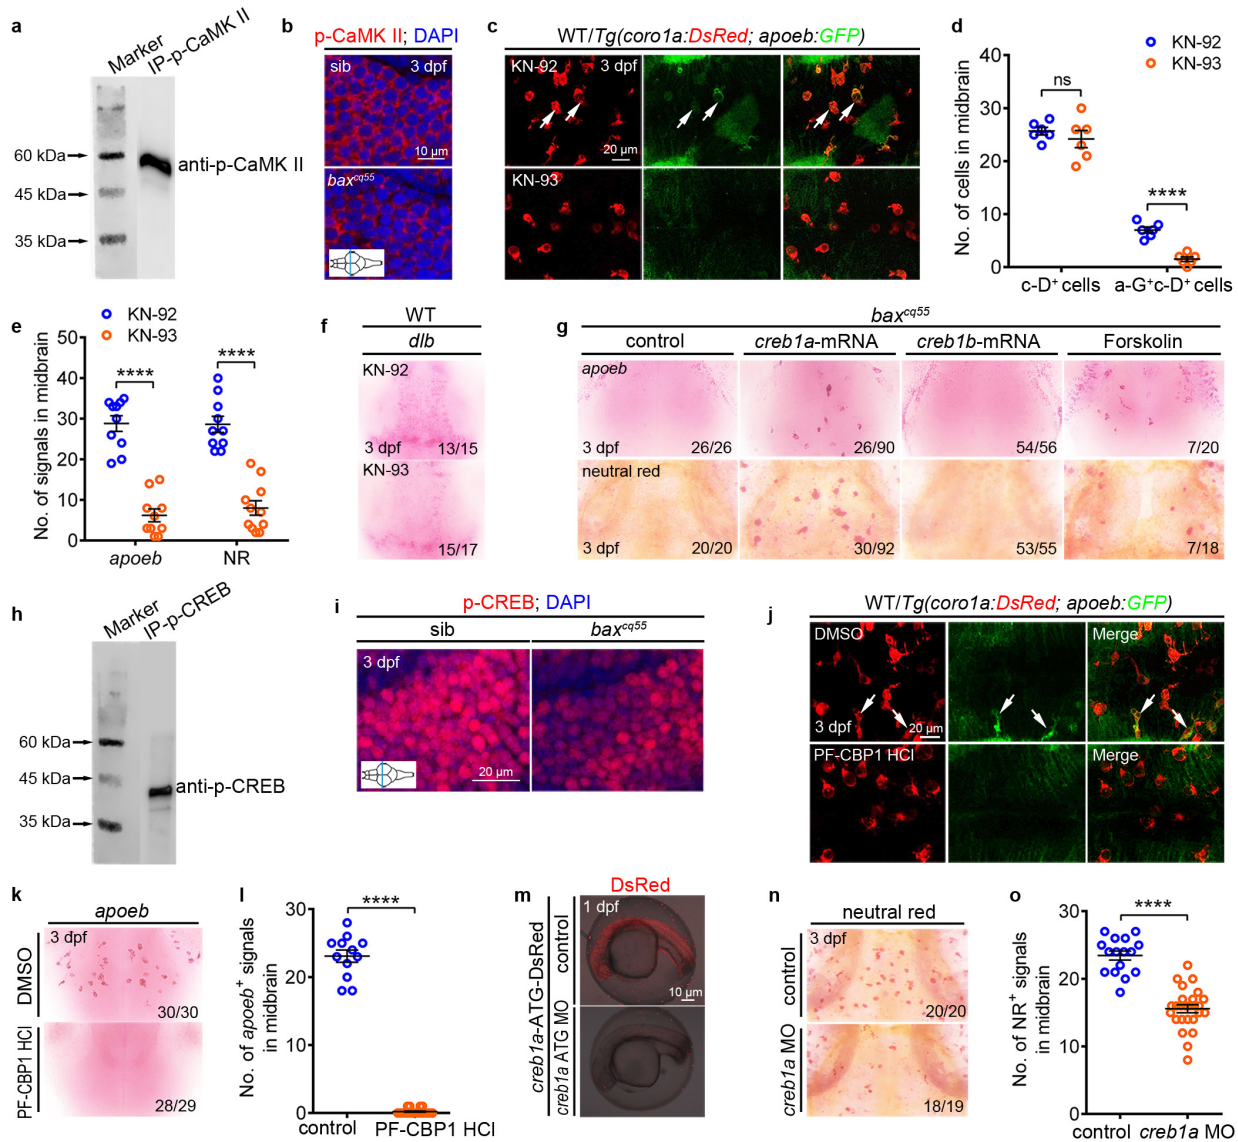 a
Marker
IP-p-CaMK II
60 kDa
45 kDa
35 kDa
anti-p-CaMK II
b
p-CaMK II; DAPI
sib
3 dpf
10 µm
bax^cq55
c
WT/Tg(coro1a:DsRed; apoeb:GFP)
KN-92
3 dpf
20 µm
KN-93
d
KN-92
KN-93
No. of cells in midbrain
40
30
20
10
0
ns
****
c-D⁺ cells
a-G⁺c-D⁺ cells
e
KN-92
KN-93
No. of signals in midbrain
50
40
30
20
10
0
****
****
apoeb
NR
f
WT
dlb
KN-92
3 dpf
13/15
KN-93
15/17
g
bax^cq55
control
creb1a-mRNA
creb1b-mRNA
Forskolin
apoeb
3 dpf
26/26
26/90
54/56
7/20
neutral red
3 dpf
20/20
30/92
53/55
7/18
h
Marker
IP-p-CREB
60 kDa
45 kDa
35 kDa
anti-p-CREB
i
p-CREB; DAPI
sib
bax^cq55
3 dpf
20 µm
j
WT/Tg(coro1a:DsRed; apoeb:GFP)
DMSO
Merge
3 dpf
20 µm
PF-CBP1 HCl
Merge
k
apoeb
3 dpf
DMSO
30/30
PF-CBP1 HCl
28/29
l
No. of apoeb⁺ signals
in midbrain
30
20
10
0
****
control
PF-CBP1 HCl
m
DsRed
creb1a-ATG-DsRed
control
1 dpf
10 µm
creb1a ATG MO
n
neutral red
3 dpf
control
20/20
creb1a MO
18/19
o
No. of NR⁺ signals
in midbrain
30
20
10
0
****
control
creb1a MO